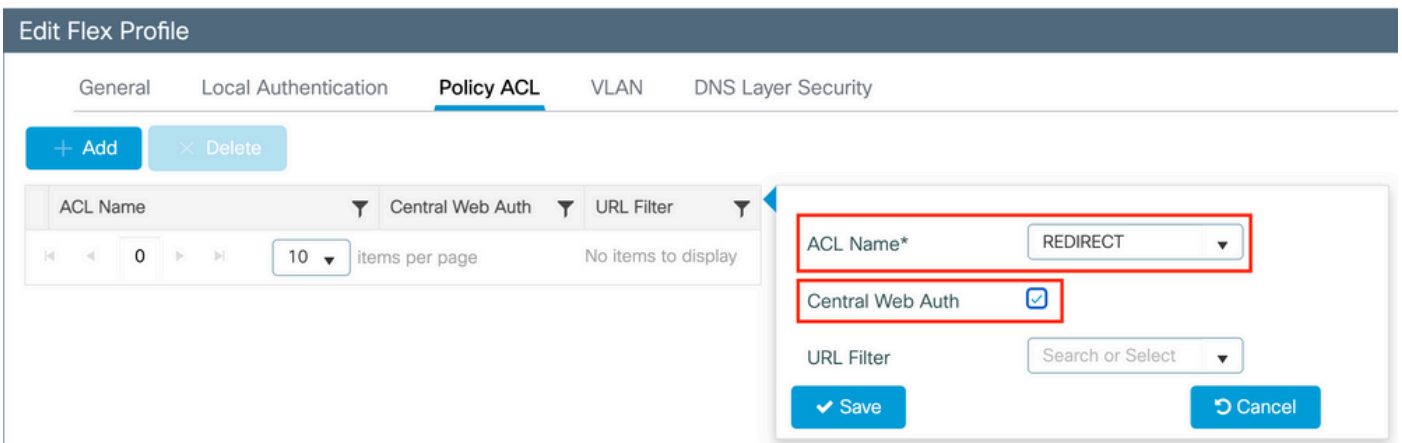 Edit Flex Profile
General Local Authentication Policy ACL VLAN DNS Layer Security
+ Add × Delete
ACL Name Central Web Auth URL Filter
0 10 items per page No items to display
ACL Name* REDIRECT
Central Web Auth
URL Filter Search or Select
Save Cancel